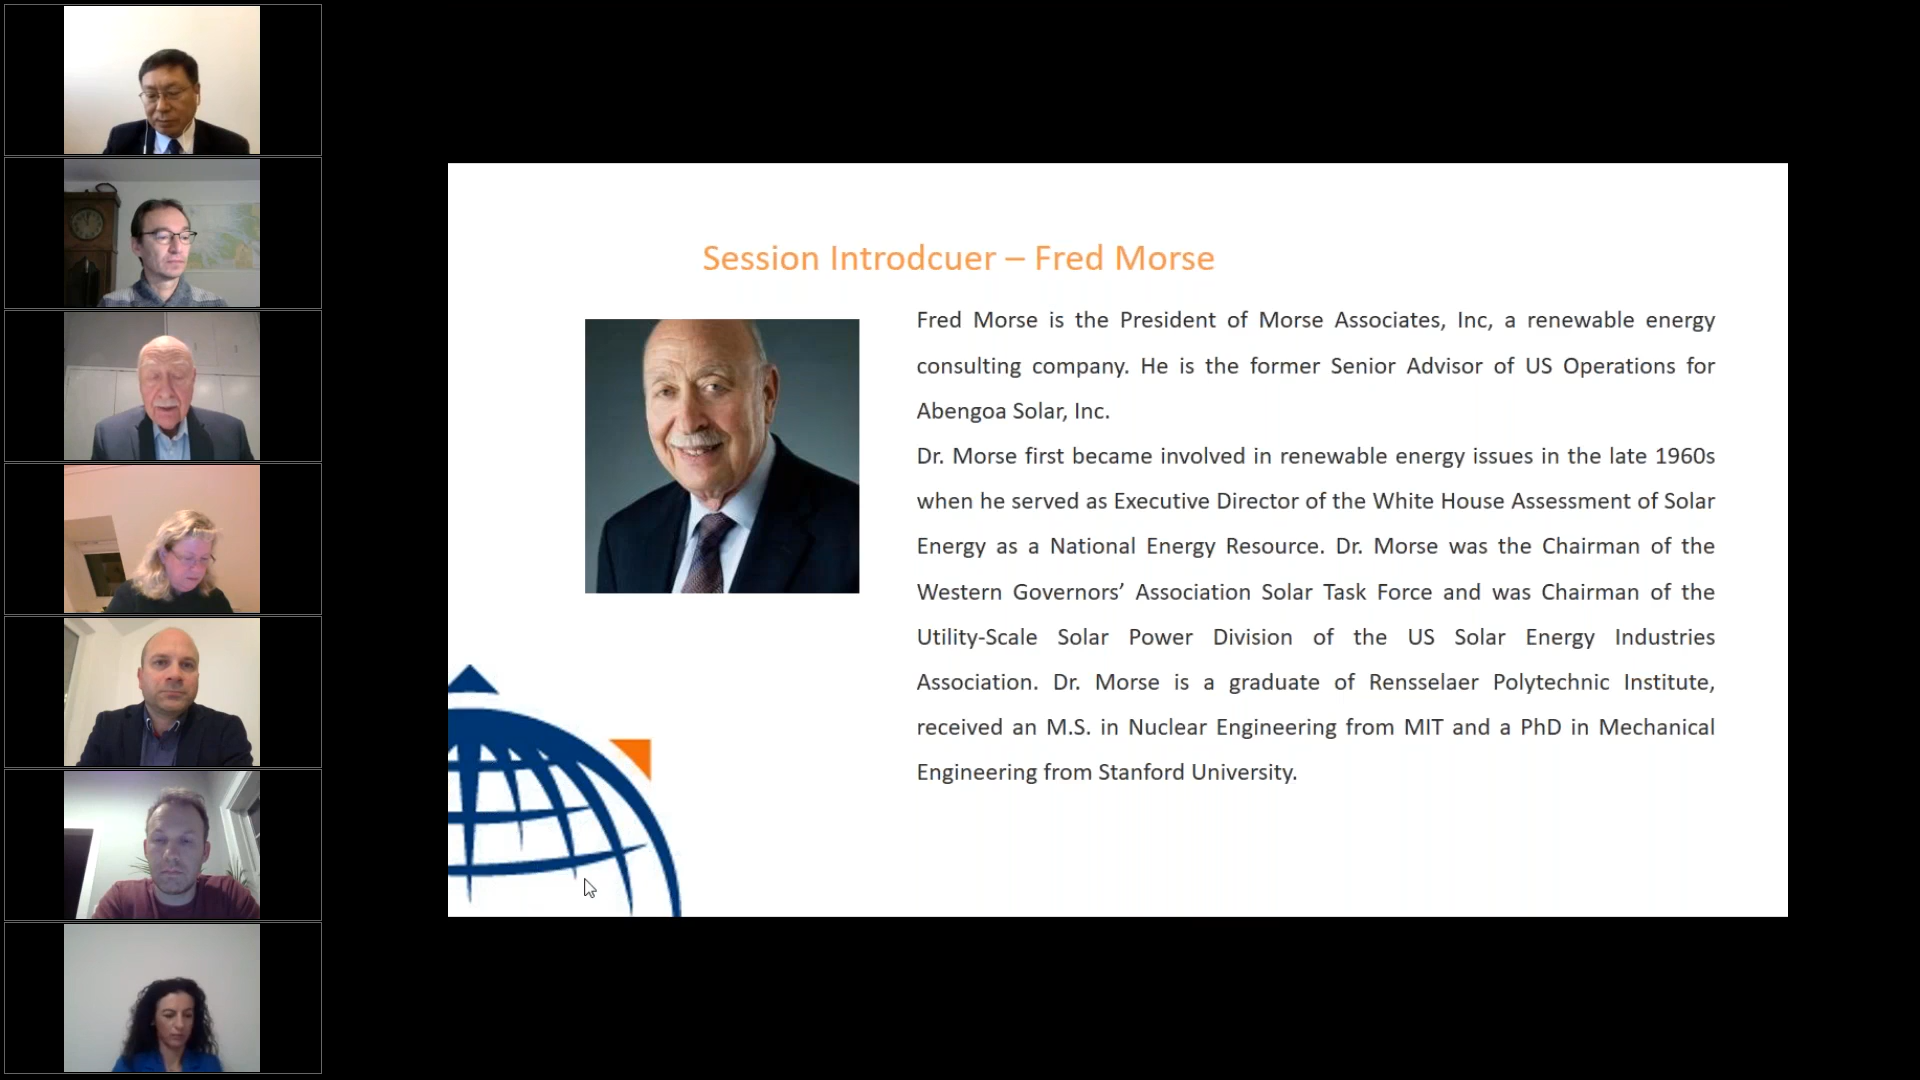 Session Introdcuer – Fred Morse
Fred Morse is the President of Morse Associates, Inc, a renewable energy
consulting company. He is the former Senior Advisor of US Operations for
Abengoa Solar, Inc.
Dr. Morse first became involved in renewable energy issues in the late 1960s
when he served as Executive Director of the White House Assessment of Solar
Energy as a National Energy Resource. Dr. Morse was the Chairman of the
Western Governors’ Association Solar Task Force and was Chairman of the
Utility-Scale Solar Power Division of the US Solar Energy Industries
Association. Dr. Morse is a graduate of Rensselaer Polytechnic Institute,
received an M.S. in Nuclear Engineering from MIT and a PhD in Mechanical
Engineering from Stanford University.